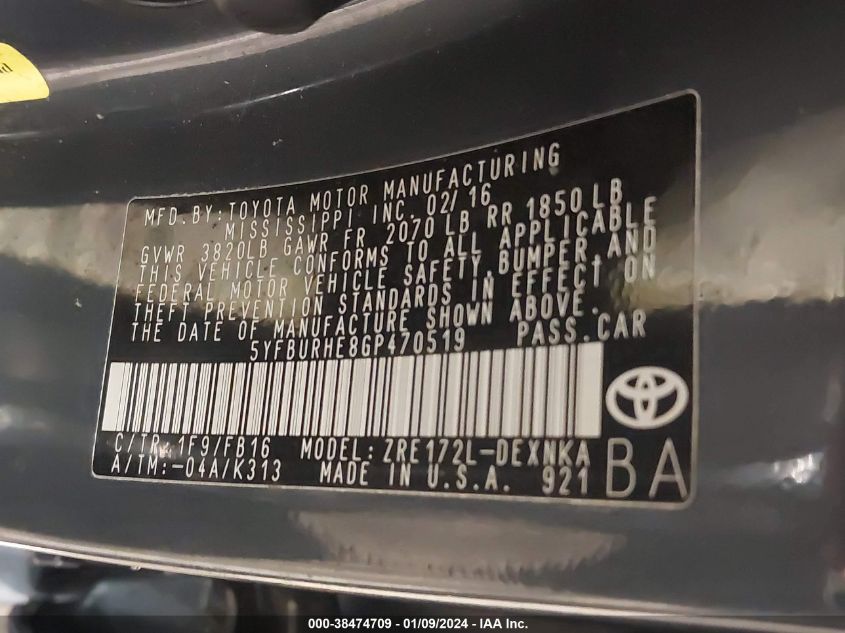 MFD. BY: TOYOTA MOTOR MANUFACTURING
MISSISSIPPI INC. 02/16
GVWR 3820LB GAWR FR 2070 LB RR 1850 LB
THIS VEHICLE CONFORMS TO ALL APPLICABLE
FEDERAL MOTOR VEHICLE SAFETY, BUMPER, AND
THEFT PREVENTION STANDARDS IN EFFECT ON
THE DATE OF MANUFACTURE SHOWN ABOVE.
5YFBURHE8GP470519 PASS. CAR
C/TR: 1F9/FB16 MODEL: ZRE172L-DEXNKA
A/TM: -04A/K313 MADE IN U.S.A. 921
BA
000-38474709 - 01/09/2024 - IAA Inc.